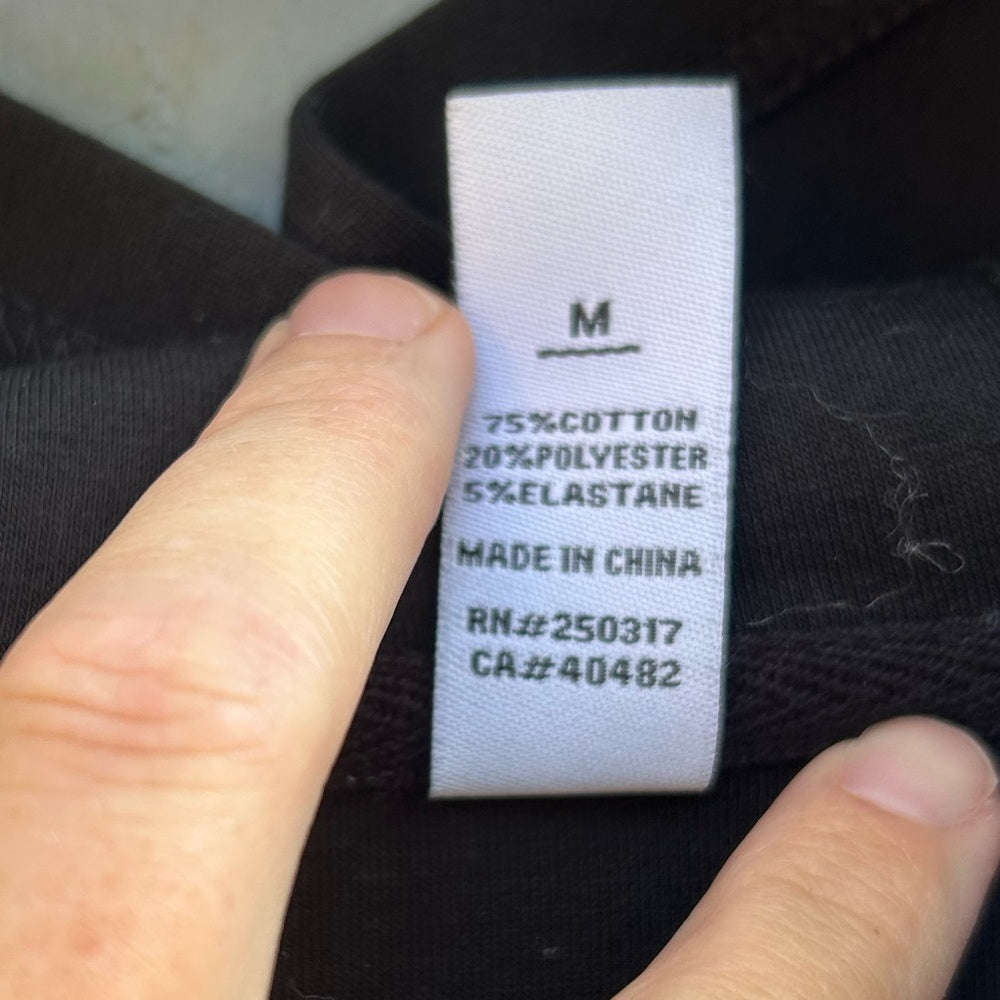 M
75%COTTON
20%POLYESTER
5%ELASTANE
MADE IN CHINA
RN#250317
CA#40482